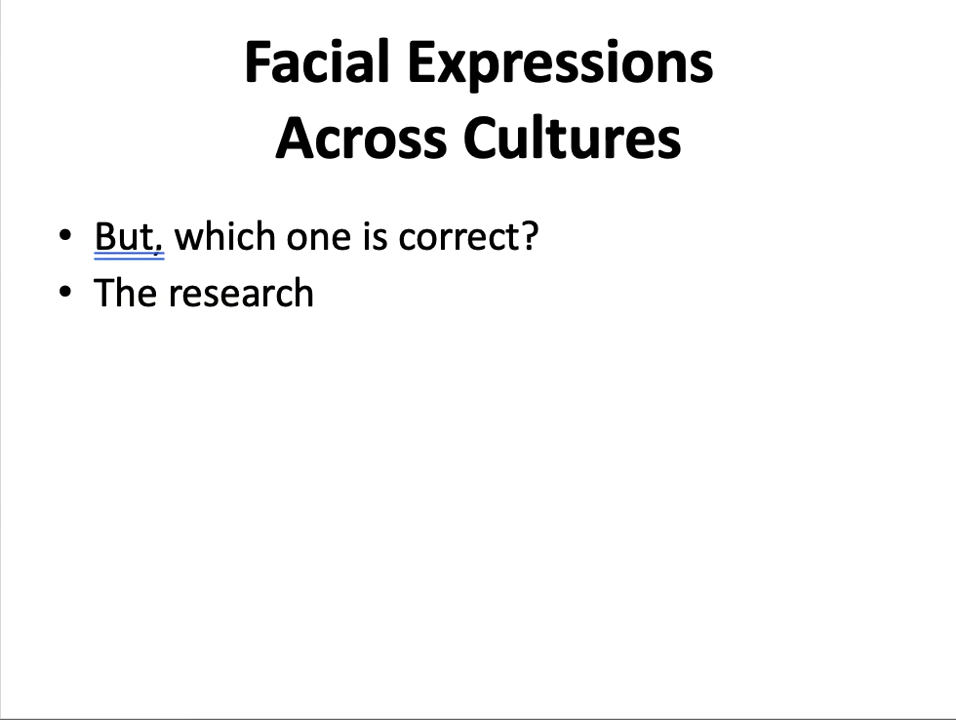 Facial Expressions
Across Cultures
• But, which one is correct?
• The research